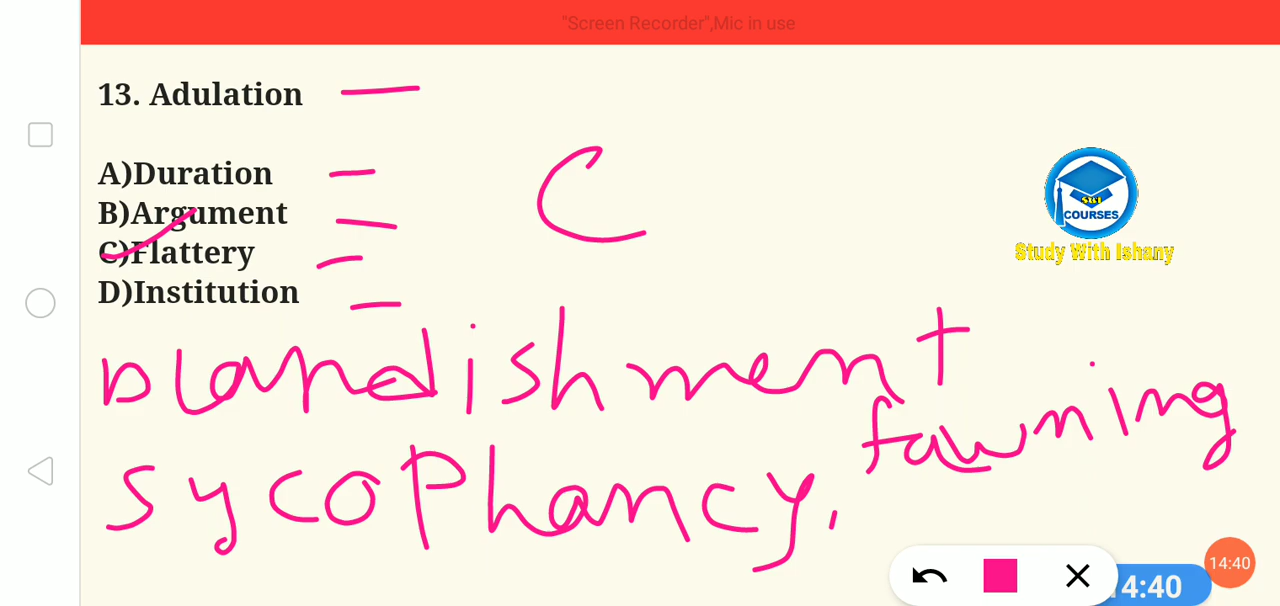 "Screen Recorder",Mic in use
13. Adulation
A)Duration
B)Argument
C)Flattery
D)Institution
C
SWI
COURSES
Study With Ishany
blandishment
fawning
sycophancy,
14:40
4:40